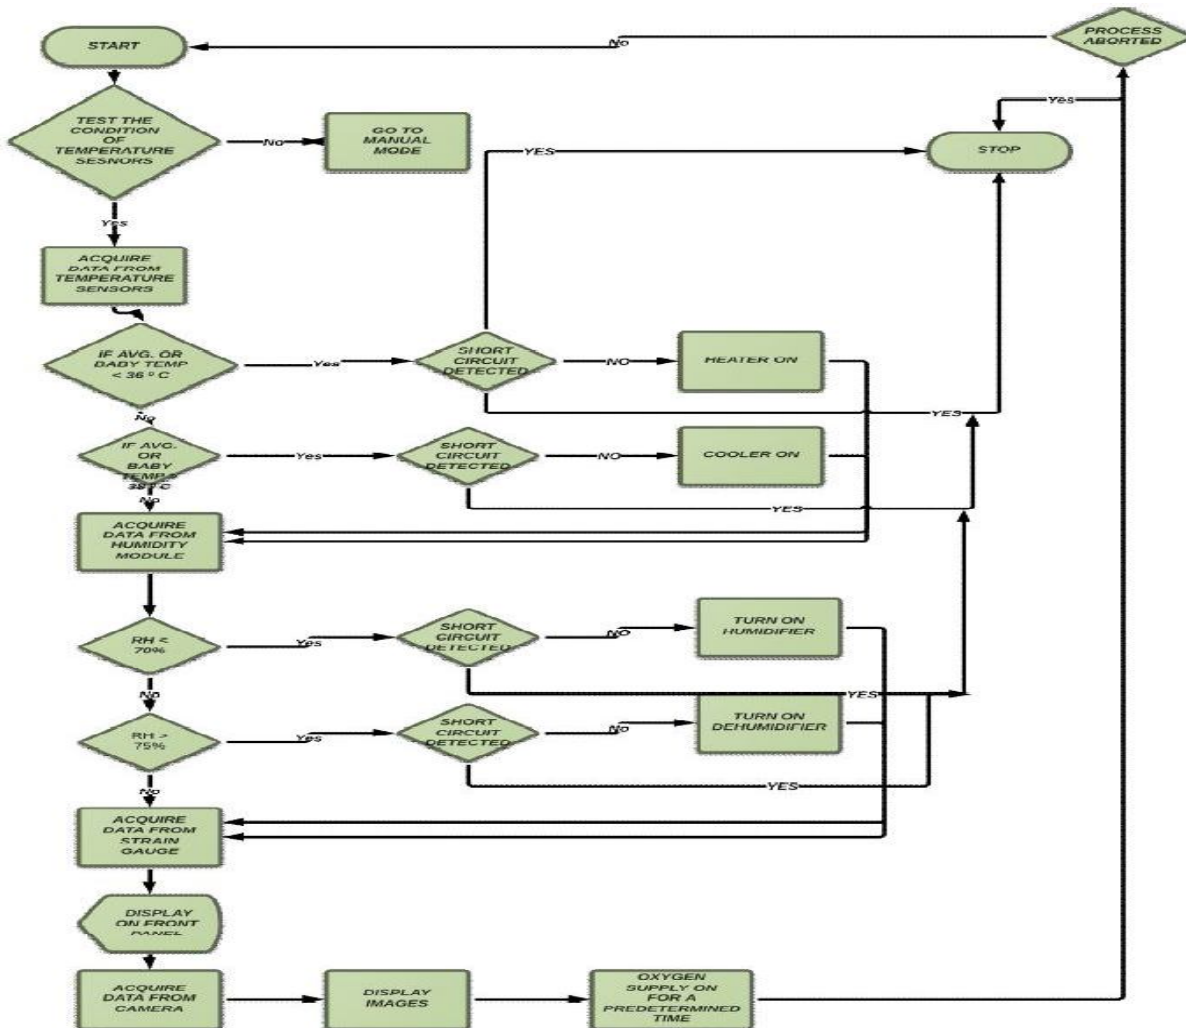 START
No
PROCESS
ABORTED
TEST THE
CONDITION
OF
TEMPERATURE
SESNORS
No
GO TO
MANUAL
MODE
YES
Yes
STOP
Yes
ACQUIRE
DATA FROM
TEMPERATURE
SENSORS
IF AVG. OR
BABY TEMP
< 36 º C
Yes
SHORT
CIRCUIT
DETECTED
NO
HEATER ON
YES
No
IF AVG.
OR
BABY
TEMP >
C
Yes
SHORT
CIRCUIT
DETECTED
NO
COOLER ON
YES
No
ACQUIRE
DATA FROM
HUMIDITY
MODULE
RH <
70%
Yes
SHORT
CIRCUIT
DETECTED
NO
TURN ON
HUMIDIFIER
YES
No
RH >
75%
Yes
SHORT
CIRCUIT
DETECTED
No
TURN ON
DEHUMIDIFIER
YES
No
ACQUIRE
DATA FROM
STRAIN
GAUGE
DISPLAY
ON FRONT
PANEL
ACQUIRE
DATA FROM
CAMERA
DISPLAY
IMAGES
OXYGEN
SUPPLY ON
FOR A
PREDETERMINED
TIME